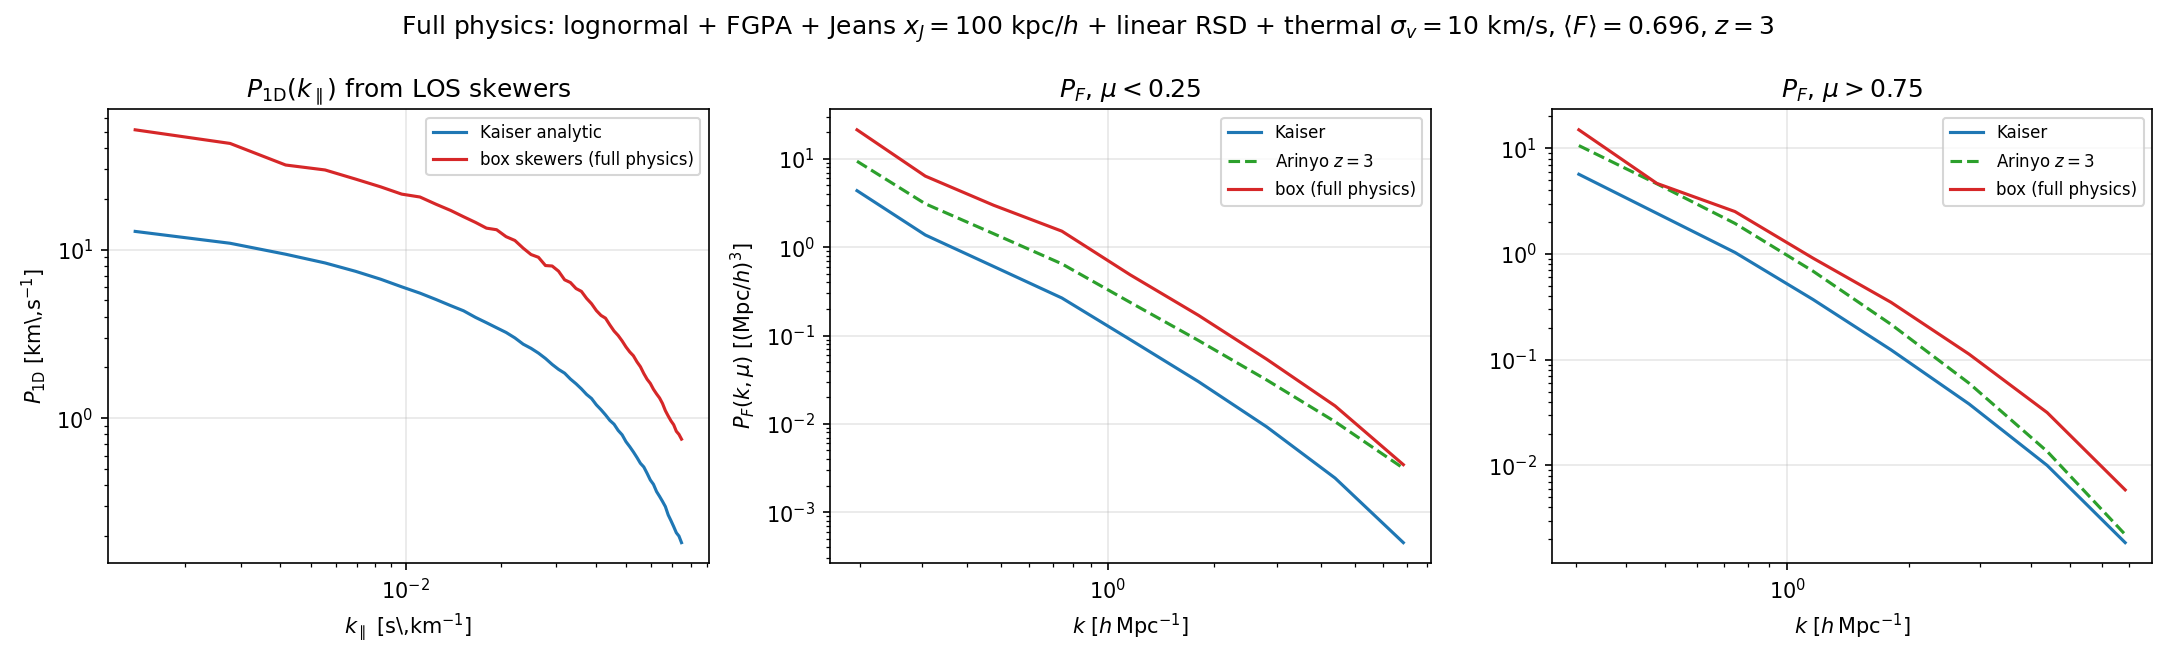 Full physics: lognormal + FGPA + Jeans x_J = 100 kpc/h + linear RSD + thermal σ_v = 10 km/s, ⟨F⟩ = 0.696, z = 3
P_1D(k_∥) from LOS skewers
Kaiser analytic
box skewers (full physics)
10^1
10^0
P_1D [km\,s^−1]
10^−2
k_∥ [s\,km^−1]
P_F, μ < 0.25
Kaiser
Arinyo z = 3
box (full physics)
10^1
10^0
10^−1
10^−2
10^−3
P_F(k, μ) [(Mpc/h)^3]
10^0
k [h Mpc^−1]
P_F, μ > 0.75
Kaiser
Arinyo z = 3
box (full physics)
10^1
10^0
10^−1
10^−2
10^0
k [h Mpc^−1]